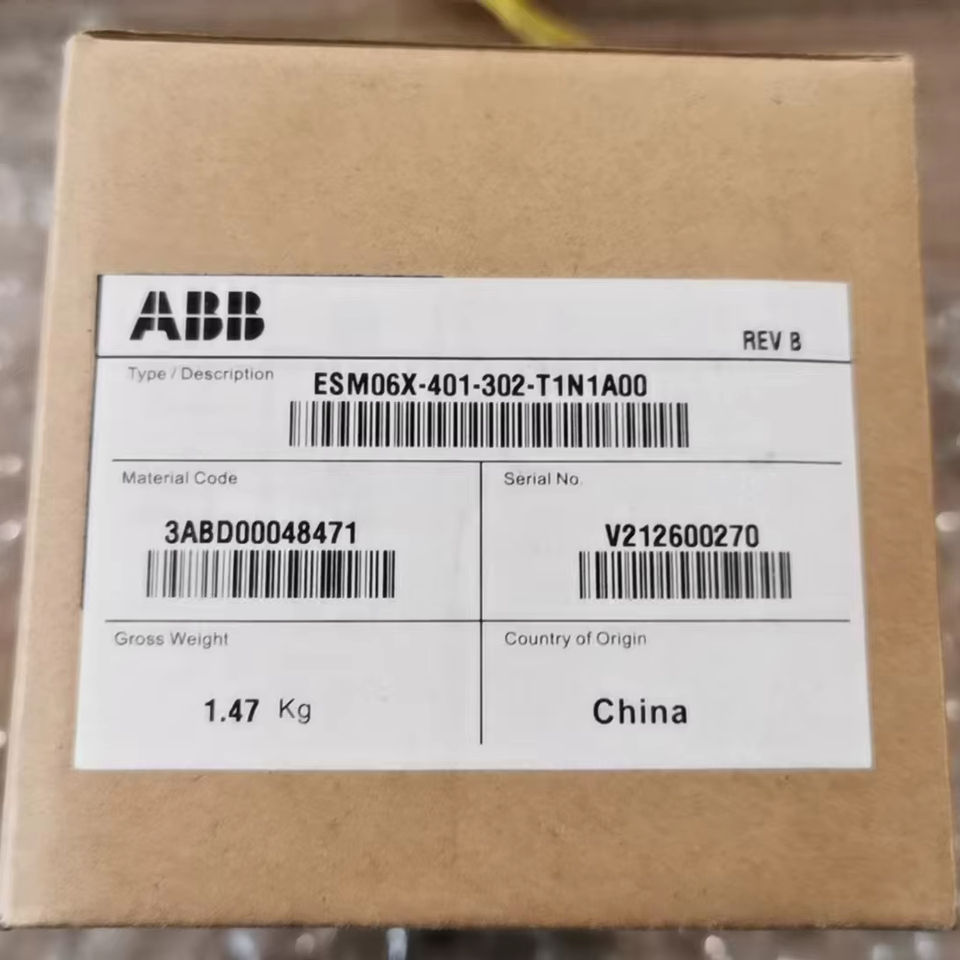 ABB
REV B
Type / Description
ESM06X-401-302-T1N1A00
Material Code
Serial No.
3ABD00048471
V212600270
Gross Weight
Country of Origin
1.47 Kg
China